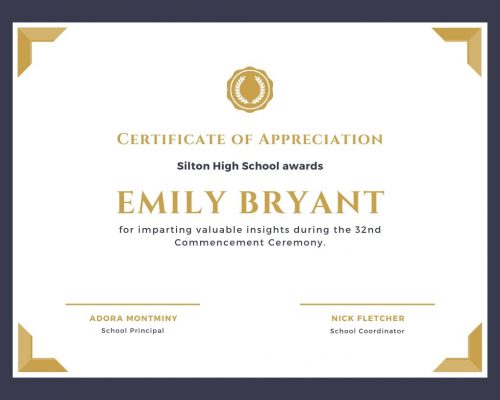 Certificate of Appreciation
Silton High School awards
EMILY BRYANT
for imparting valuable insights during the 32nd
Commencement Ceremony.
ADORA MONTMINY
School Principal
NICK FLETCHER
School Coordinator